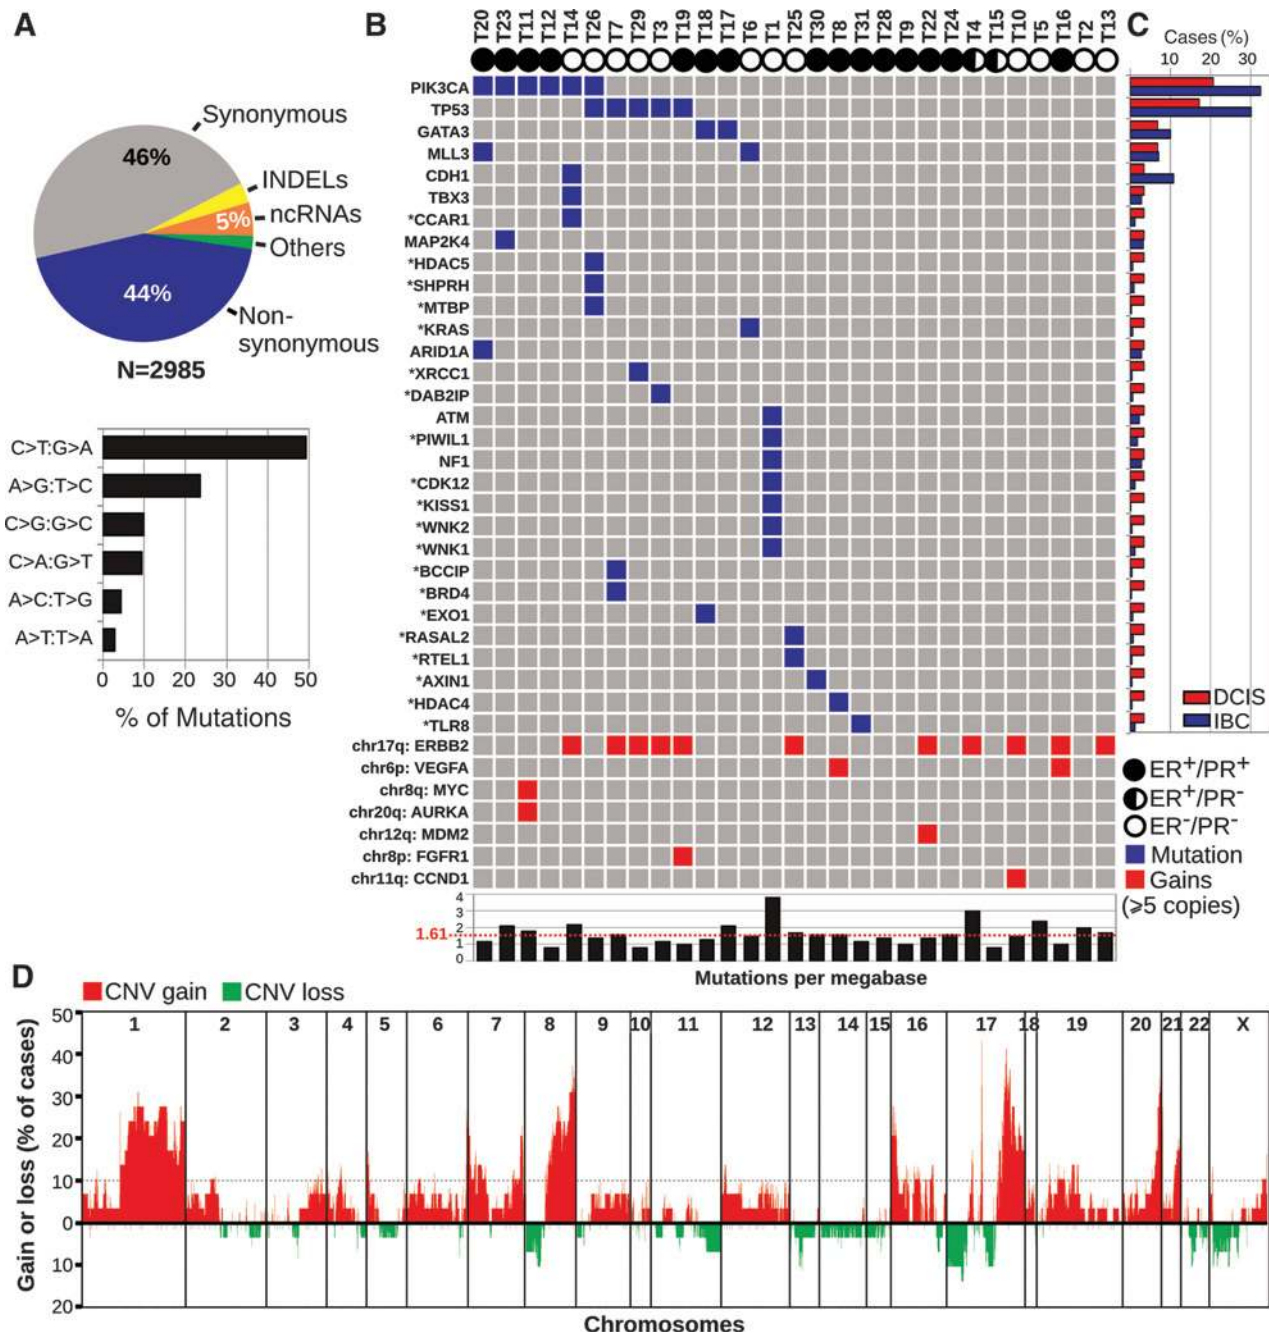 A
Synonymous
46%
INDELs
ncRNAs
5%
Others
44%
Non-
synonymous
N=2985
C>T:G>A
A>G:T>C
C>G:G>C
C>A:G>T
A>C:T>G
A>T:T>A
0 10 20 30 40 50
% of Mutations
B
T20 T23 T11 T12 T14 T26 T7 T29 T3 T19 T18 T17 T6 T1 T25 T30 T8 T31 T28 T9 T22 T24 T4 T15 T10 T5 T16 T2 T13
PIK3CA
TP53
GATA3
MLL3
CDH1
TBX3
*CCAR1
MAP2K4
*HDAC5
*SHPRH
*MTBP
*KRAS
ARID1A
*XRCC1
*DAB2IP
ATM
*PIWIL1
NF1
*CDK12
*KISS1
*WNK2
*WNK1
*BCCIP
*BRD4
*EXO1
*RASAL2
*RTEL1
*AXIN1
*HDAC4
*TLR8
chr17q: ERBB2
chr6p: VEGFA
chr8q: MYC
chr20q: AURKA
chr12q: MDM2
chr8p: FGFR1
chr11q: CCND1
4
3
2
1
0
1.61
Mutations per megabase
C
Cases (%)
10 20 30
DCIS
IBC
ER+/PR+
ER+/PR-
ER-/PR-
Mutation
Gains
(⩾5 copies)
D
CNV gain CNV loss
1 2 3 4 5 6 7 8 9 10 11 12 13 14 15 16 17 18 19 20 21 22 X
50
40
30
20
10
0
10
20
Gain or loss (% of cases)
Chromosomes